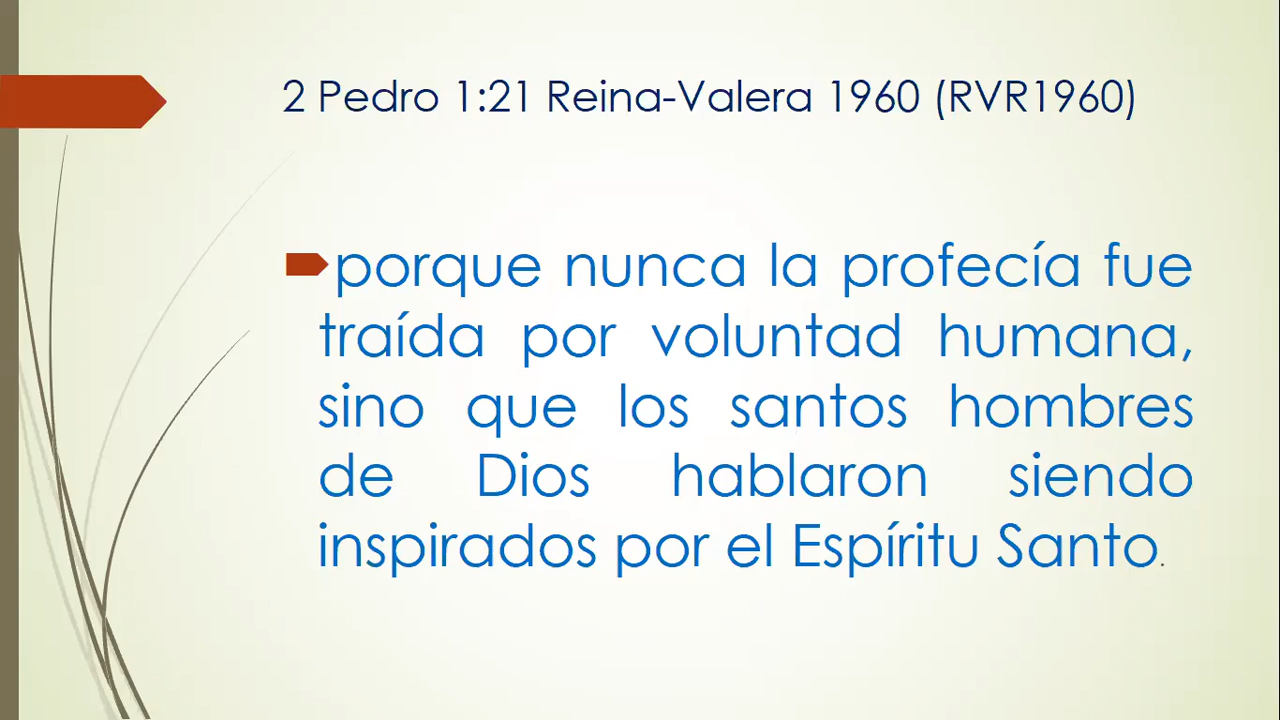 2 Pedro 1:21 Reina-Valera 1960 (RVR1960)
porque nunca la profecía fue
traída por voluntad humana,
sino que los santos hombres
de Dios hablaron siendo
inspirados por el Espíritu Santo.